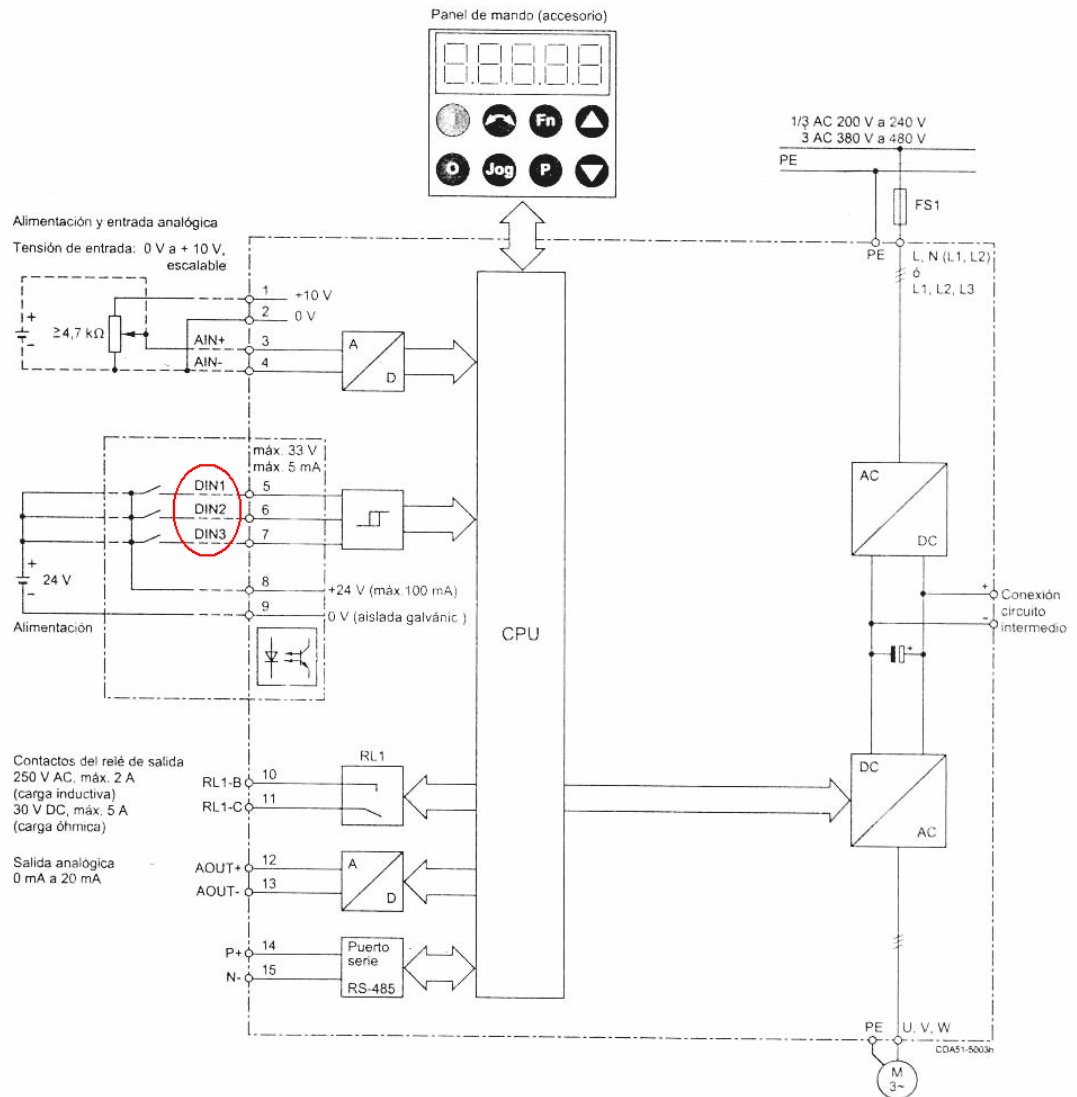 Panel de mando (accesorio)
8.8.8.8.8
Fn
O
Jog
P
1/3 AC 200 V a 240 V
3 AC 380 V a 480 V
PE
FS1
PE
L, N (L1, L2)
ó
L1, L2, L3
Alimentación y entrada analógica
Tensión de entrada: 0 V a + 10 V,
escalable
+
-
≥4,7 kΩ
1
+10 V
2
0 V
AIN+
3
AIN-
4
A
D
máx. 33 V
máx. 5 mA
DIN1
5
DIN2
6
DIN3
7
+
24 V
-
8
+24 V (máx.100 mA)
9
0 V (aislada galvánic )
Alimentación
CPU
AC
DC
+
Conexión
circuito
intermedio
-
+
Contactos del relé de salida
250 V AC, máx. 2 A
(carga inductiva)
30 V DC, máx. 5 A
(carga óhmica)
RL1
RL1-B
10
RL1-C
11
DC
AC
Salida analógica
0 mA a 20 mA
AOUT+
12
AOUT-
13
A
D
P+
14
N-
15
Puerto
serie
RS-485
PE
U, V, W
CDA51-5003h
M
3~